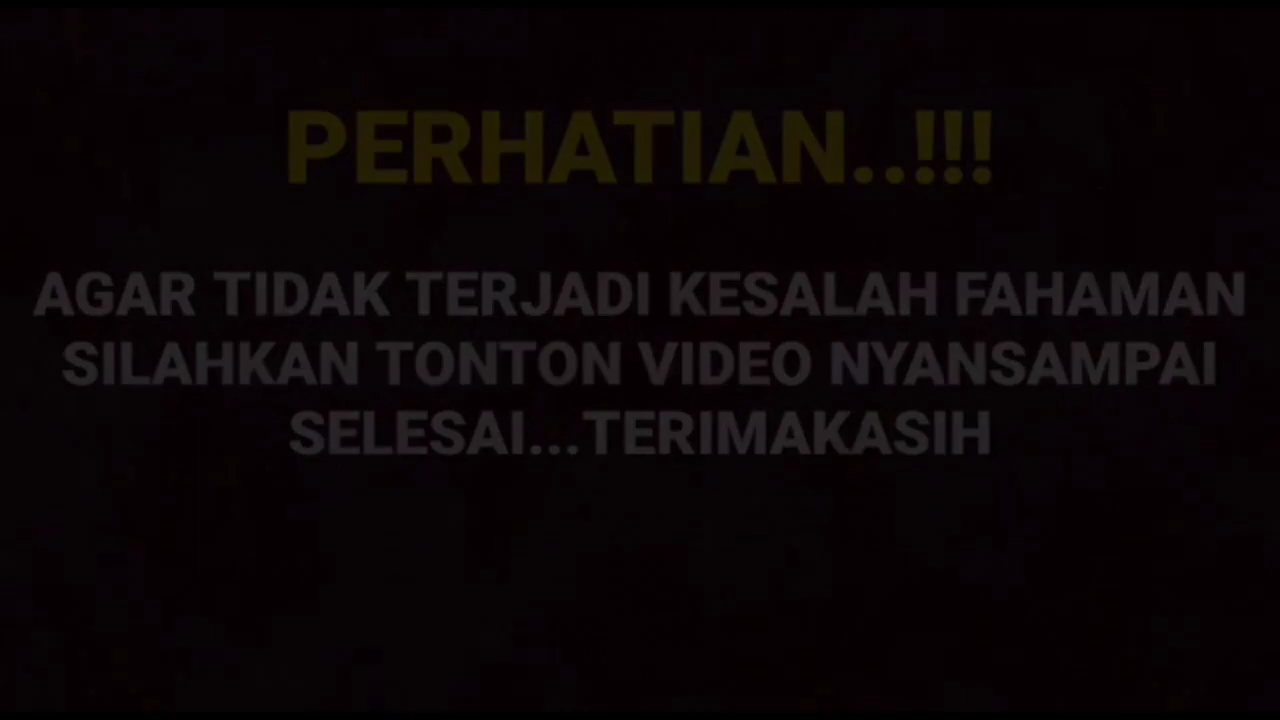 PERHATIAN..!!!
AGAR TIDAK TERJADI KESALAH FAHAMAN
SILAHKAN TONTON VIDEO NYANSAMPAI
SELESAI...TERIMAKASIH